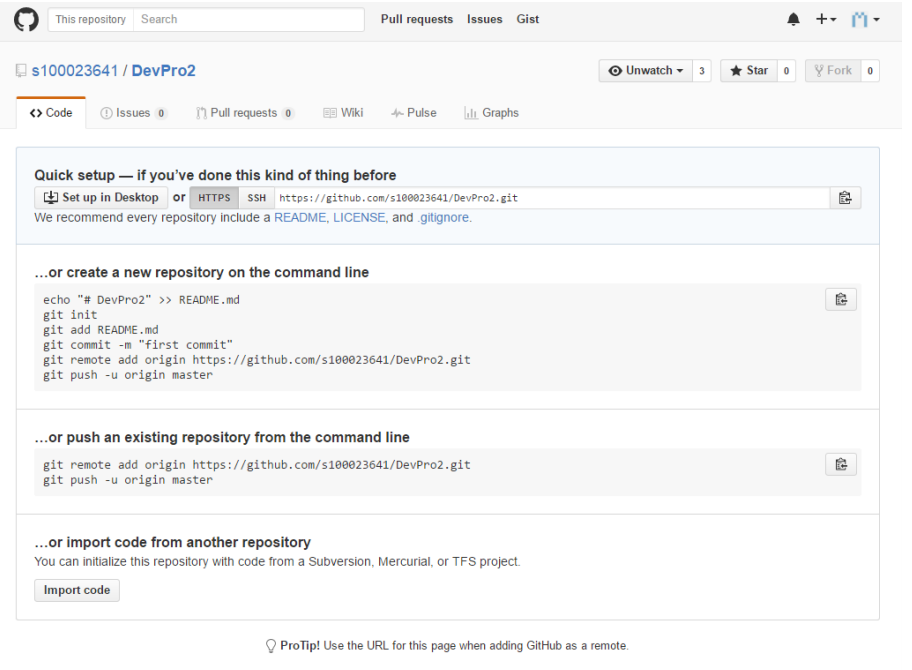 This repository Search Pull requests Issues Gist
s100023641 / DevPro2 Unwatch 3 Star 0 Fork 0
Code Issues 0 Pull requests 0 Wiki Pulse Graphs
Quick setup — if you’ve done this kind of thing before
Set up in Desktop or HTTPS SSH https://github.com/s100023641/DevPro2.git
We recommend every repository include a README, LICENSE, and .gitignore.
…or create a new repository on the command line
echo "# DevPro2" >> README.md
git init
git add README.md
git commit -m "first commit"
git remote add origin https://github.com/s100023641/DevPro2.git
git push -u origin master
…or push an existing repository from the command line
git remote add origin https://github.com/s100023641/DevPro2.git
git push -u origin master
…or import code from another repository
You can initialize this repository with code from a Subversion, Mercurial, or TFS project.
Import code
ProTip! Use the URL for this page when adding GitHub as a remote.